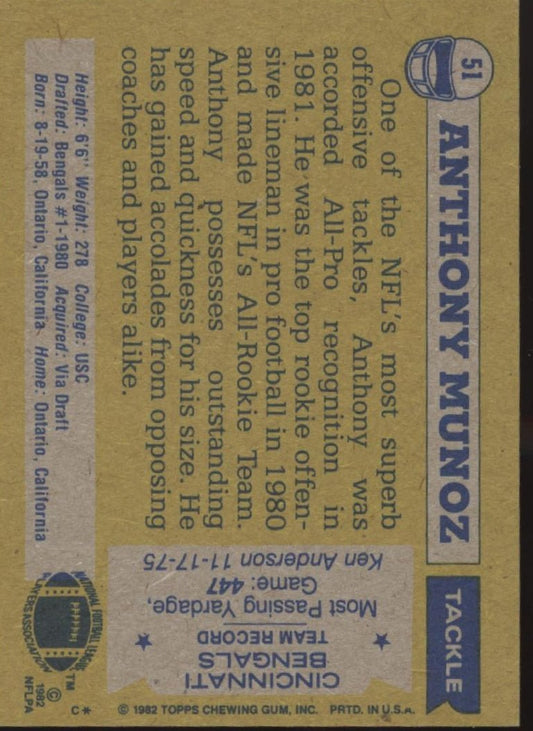 51
ANTHONY MUNOZ
TACKLE
One of the NFL's most superb
offensive tackles, Anthony was
accorded All-Pro recognition in
1981. He was the top rookie offen-
sive lineman in pro football in 1980
and made NFL's All-Rookie Team.
Anthony possesses outstanding
speed and quickness for his size. He
has gained accolades from opposing
coaches and players alike.
Height: 6'6" Weight: 278 College: USC
Drafted: Bengals #1-1980 Acquired: Via Draft
Born: 8-19-58, Ontario, California. Home: Ontario, California
CINCINNATI
BENGALS
TEAM RECORD
Most Passing Yardage,
Game: 447
Ken Anderson 11-17-75
NATIONAL FOOTBALL LEAGUE
PLAYERS ASSOCIATION
TM
© 1982
NFLPA
C*
© 1982 TOPPS CHEWING GUM, INC. PRTD. IN U.S.A.